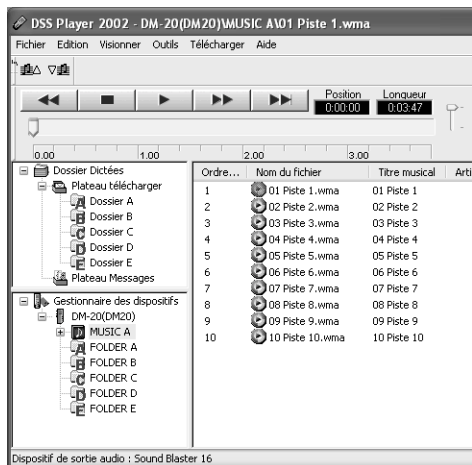 DSS Player 2002 - DM-20(DM20)\MUSIC A\01 Piste 1.wma
Fichier Edition Visionner Outils Télécharger Aide
Position Longueur
0:00:00 0:03:47
0.00 1.00 2.00 3.00
Dossier Dictées
Plateau télécharger
Dossier A
Dossier B
Dossier C
Dossier D
Dossier E
Plateau Messages
Gestionnaire des dispositifs
DM-20(DM20)
MUSIC A
FOLDER A
FOLDER B
FOLDER C
FOLDER D
FOLDER E
Ordre... Nom du fichier Titre musical Arti
1 01 Piste 1.wma 01 Piste 1
2 02 Piste 2.wma 02 Piste 2
3 03 Piste 3.wma 03 Piste 3
4 04 Piste 4.wma 04 Piste 4
5 05 Piste 5.wma 05 Piste 5
6 06 Piste 6.wma 06 Piste 6
7 07 Piste 7.wma 07 Piste 7
8 08 Piste 8.wma 08 Piste 8
9 09 Piste 9.wma 09 Piste 9
10 10 Piste 10.wma 10 Piste 10
Dispositif de sortie audio : Sound Blaster 16